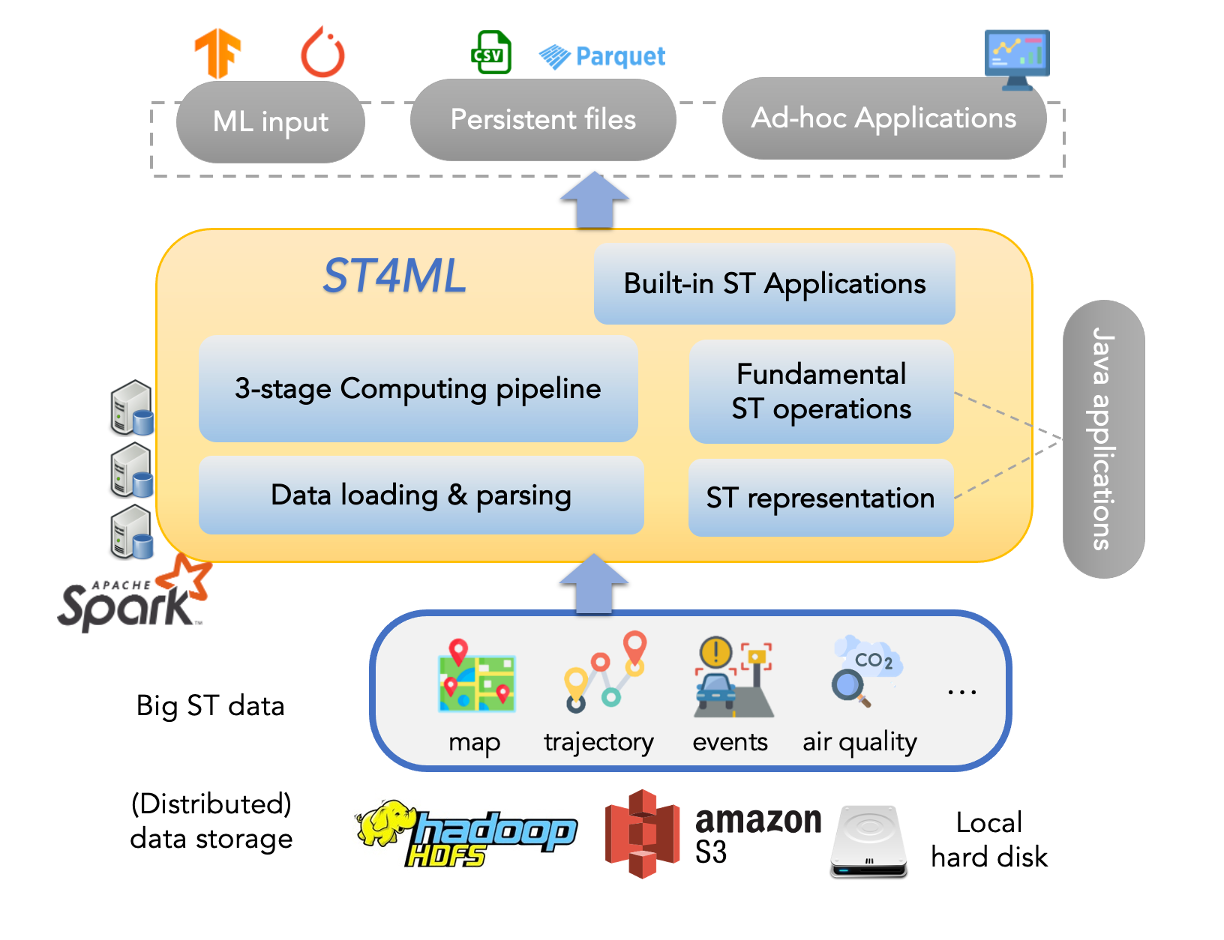 CSV
Parquet
ML input
Persistent files
Ad-hoc Applications
ST4ML
Built-in ST Applications
3-stage Computing pipeline
Fundamental
ST operations
Data loading & parsing
ST representation
Java applications
APACHE
Spark™
Big ST data
CO2
...
map
trajectory
events
air quality
(Distributed)
data storage
hadoop
HDFS
amazon
S3
Local
hard disk